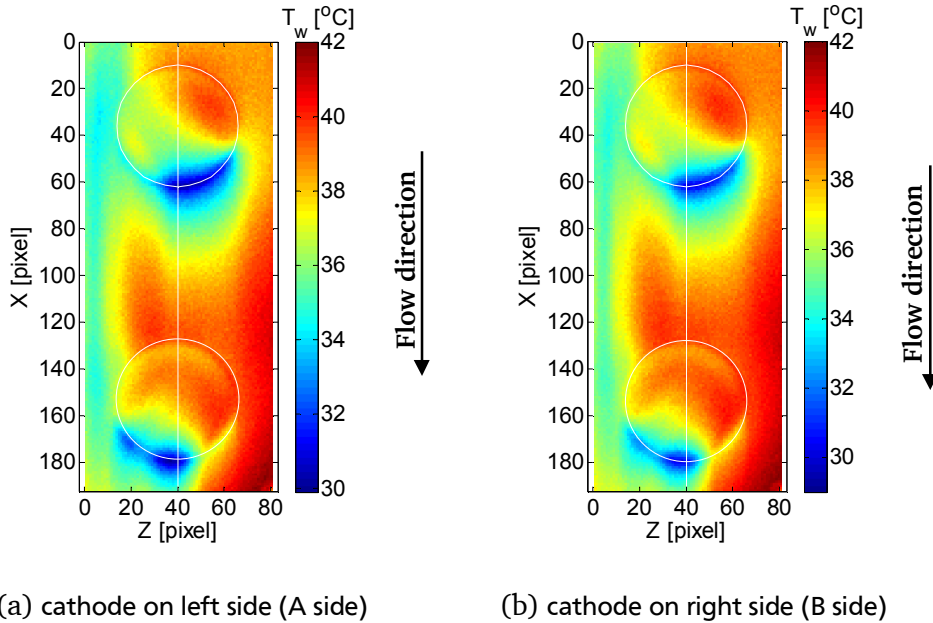 T_w [°C] T_w [°C]
0 42 0 42
20 20
40 40 40 40
60 60
80 38 80 38
100 36 100 36
120 120
34 34
140 140
160 32 160 32
180 180
30 30
0 20 40 60 80 0 20 40 60 80
Z [pixel] Z [pixel]
X [pixel]
Flow direction
X [pixel]
Flow direction
(a) cathode on left side (A side) (b) cathode on right side (B side)